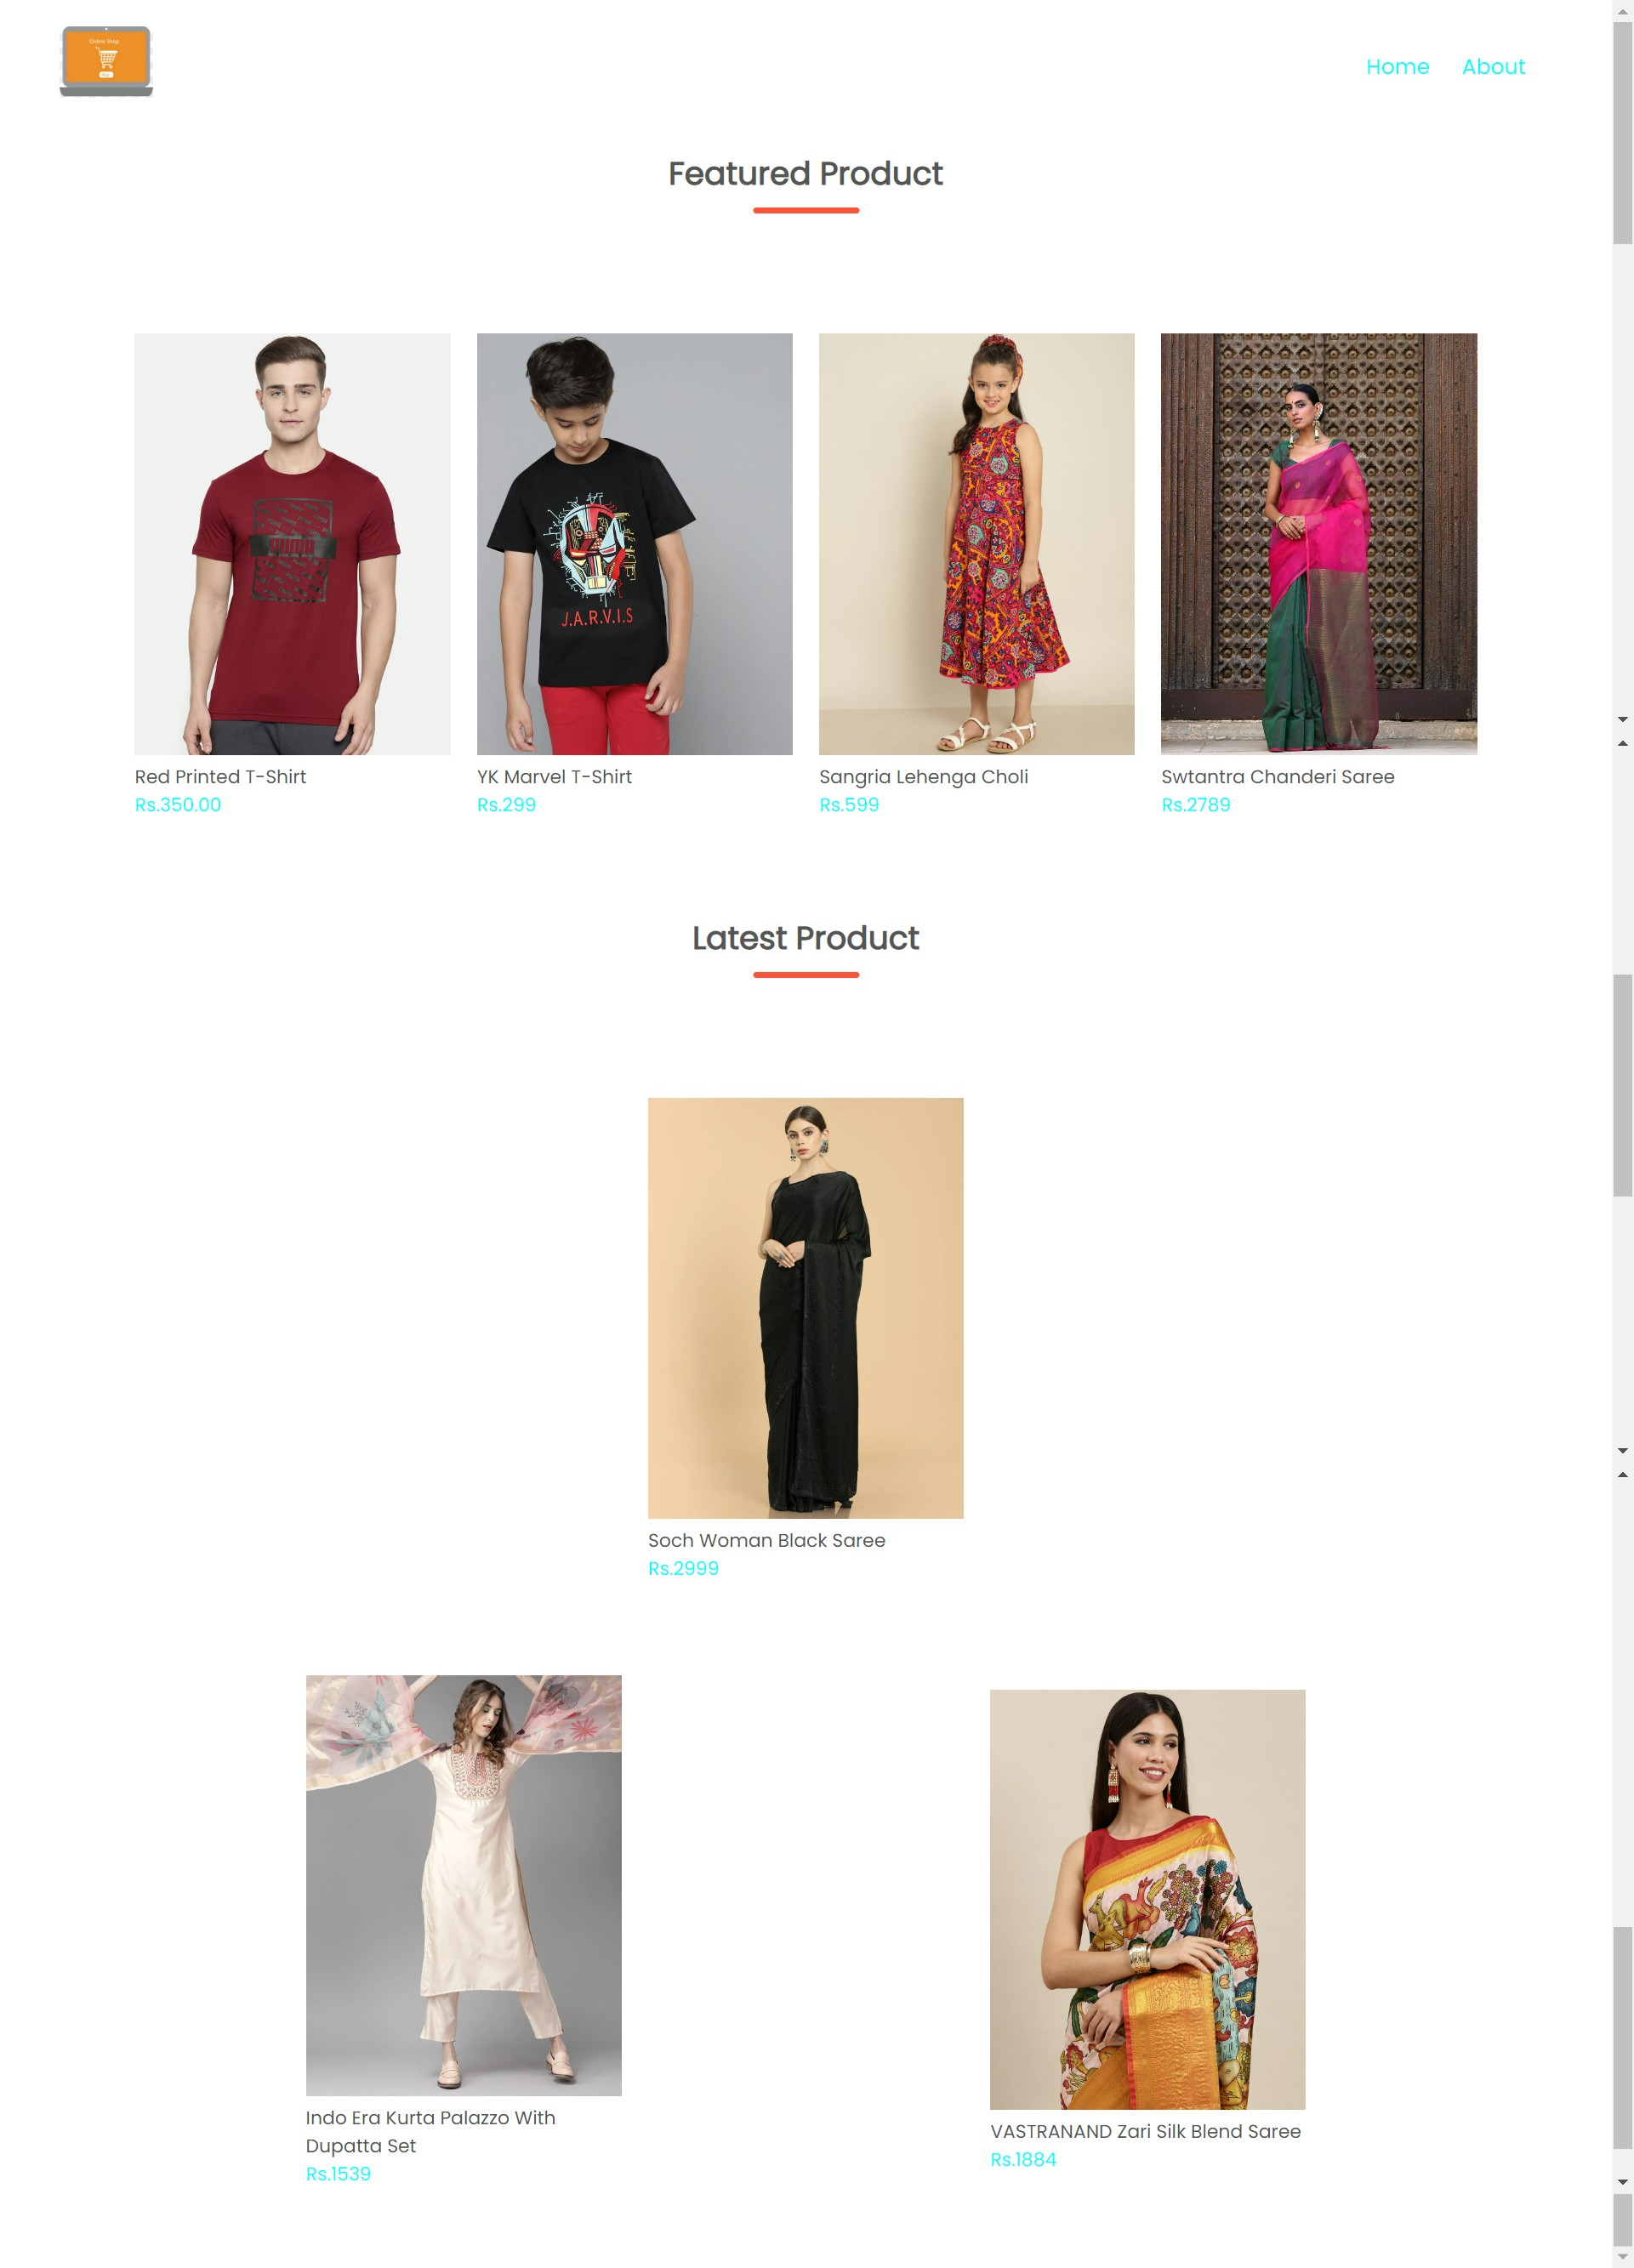 Online Shop
Home About
Featured Product
PUMA
J.A.R.V.I.S
Red Printed T-Shirt
Rs.350.00
YK Marvel T-Shirt
Rs.299
Sangria Lehenga Choli
Rs.599
Swtantra Chanderi Saree
Rs.2789
Latest Product
Soch Woman Black Saree
Rs.2999
Indo Era Kurta Palazzo With
Dupatta Set
Rs.1539
VASTRANAND Zari Silk Blend Saree
Rs.1884